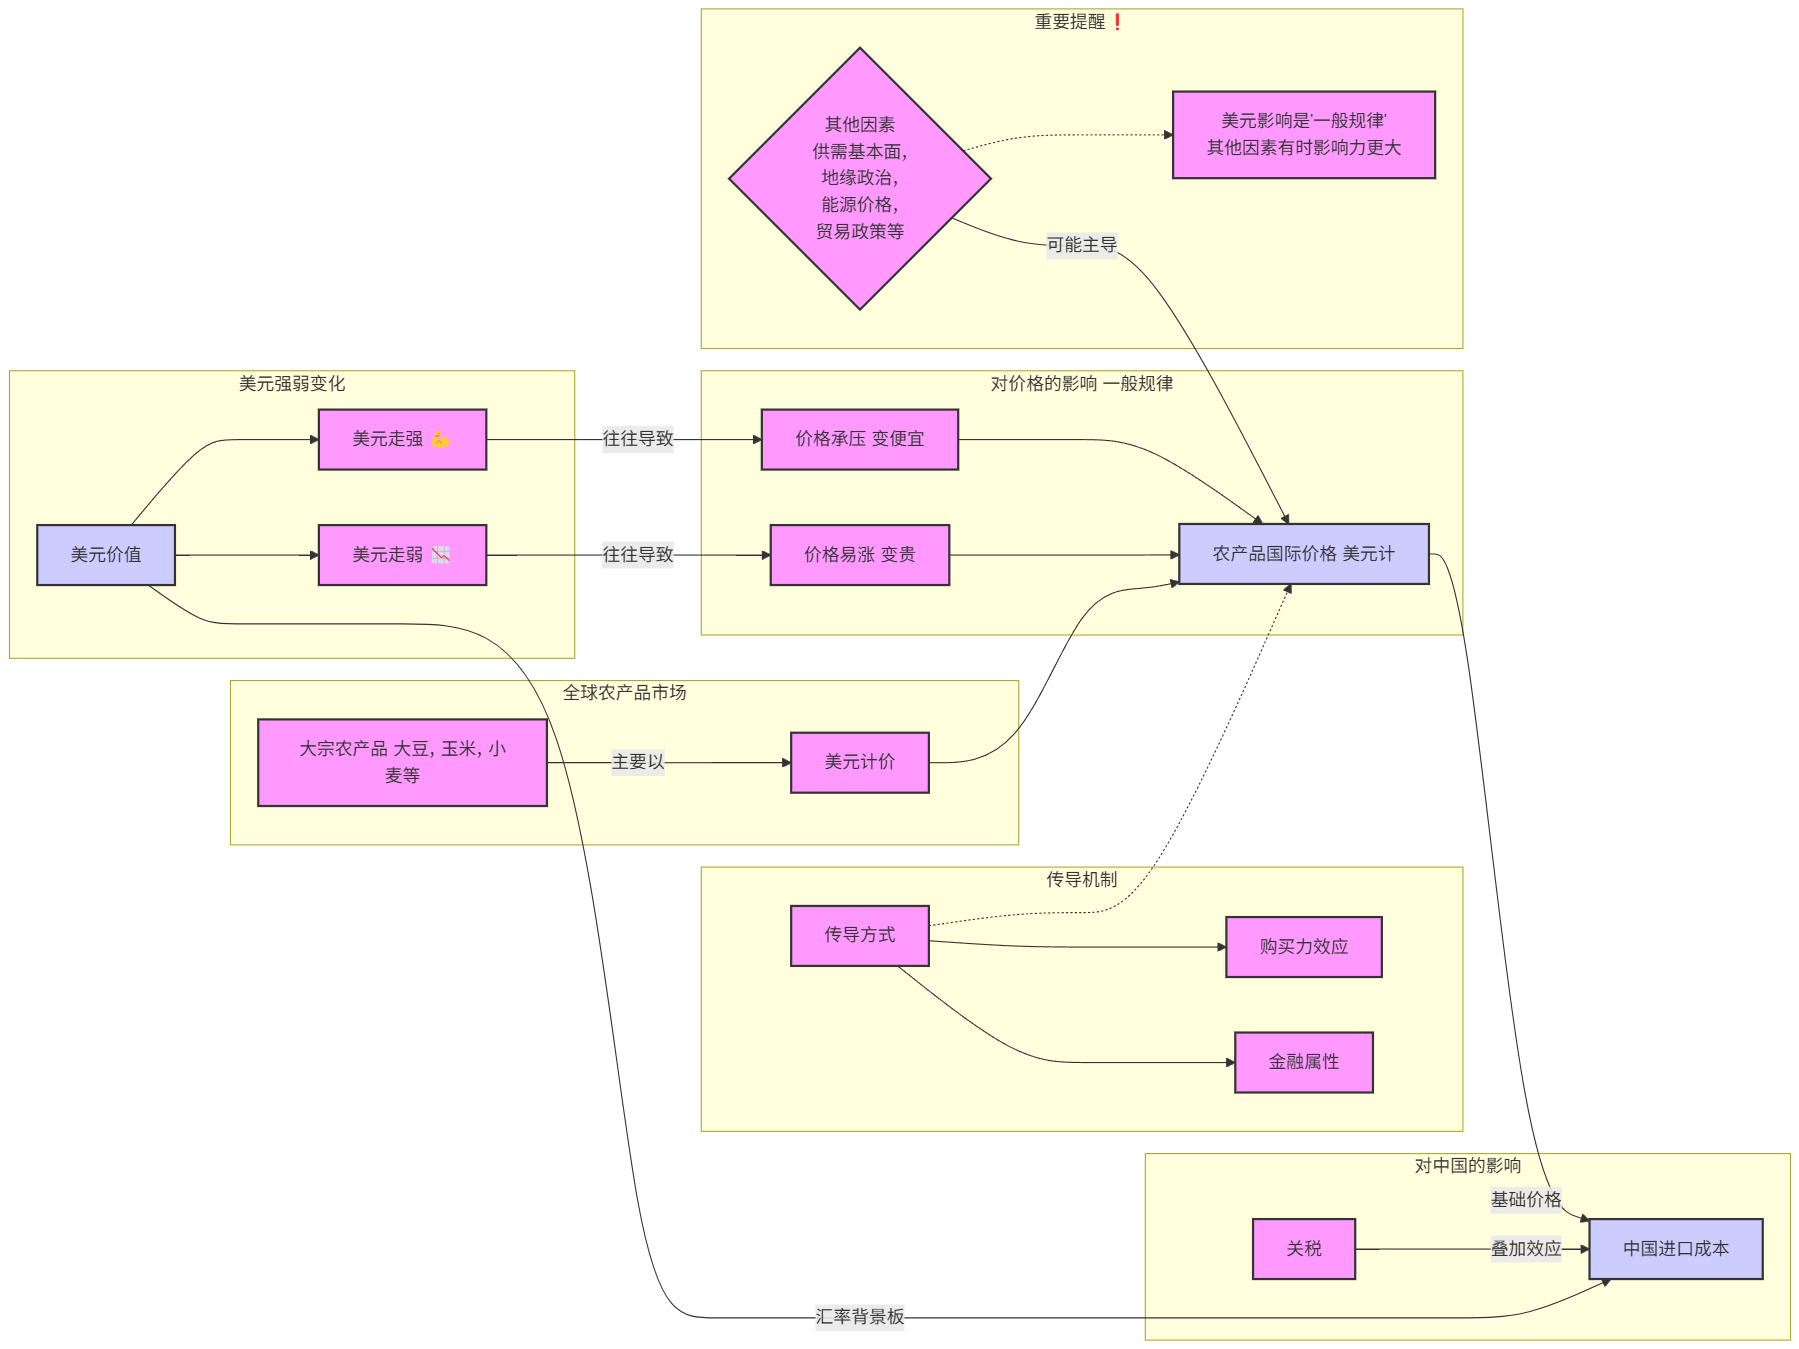 重要提醒❗
其他因素
供需基本面,
地缘政治,
能源价格,
贸易政策等
美元影响是'一般规律'
其他因素有时影响力更大
可能主导
美元强弱变化
美元走强 💪
美元价值
美元走弱 📉
往往导致
往往导致
对价格的影响 一般规律
价格承压 变便宜
价格易涨 变贵
农产品国际价格 美元计
全球农产品市场
大宗农产品 大豆, 玉米, 小
麦等
主要以
美元计价
传导机制
传导方式
购买力效应
金融属性
对中国的影响
基础价格
关税
叠加效应
中国进口成本
汇率背景板